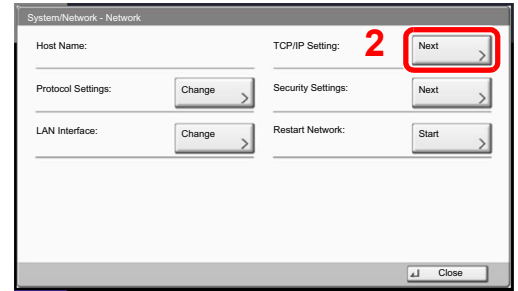 System/Network - Network
Host Name:
TCP/IP Setting:
2
Next
Protocol Settings:
Change
Security Settings:
Next
LAN Interface:
Change
Restart Network:
Start
Close